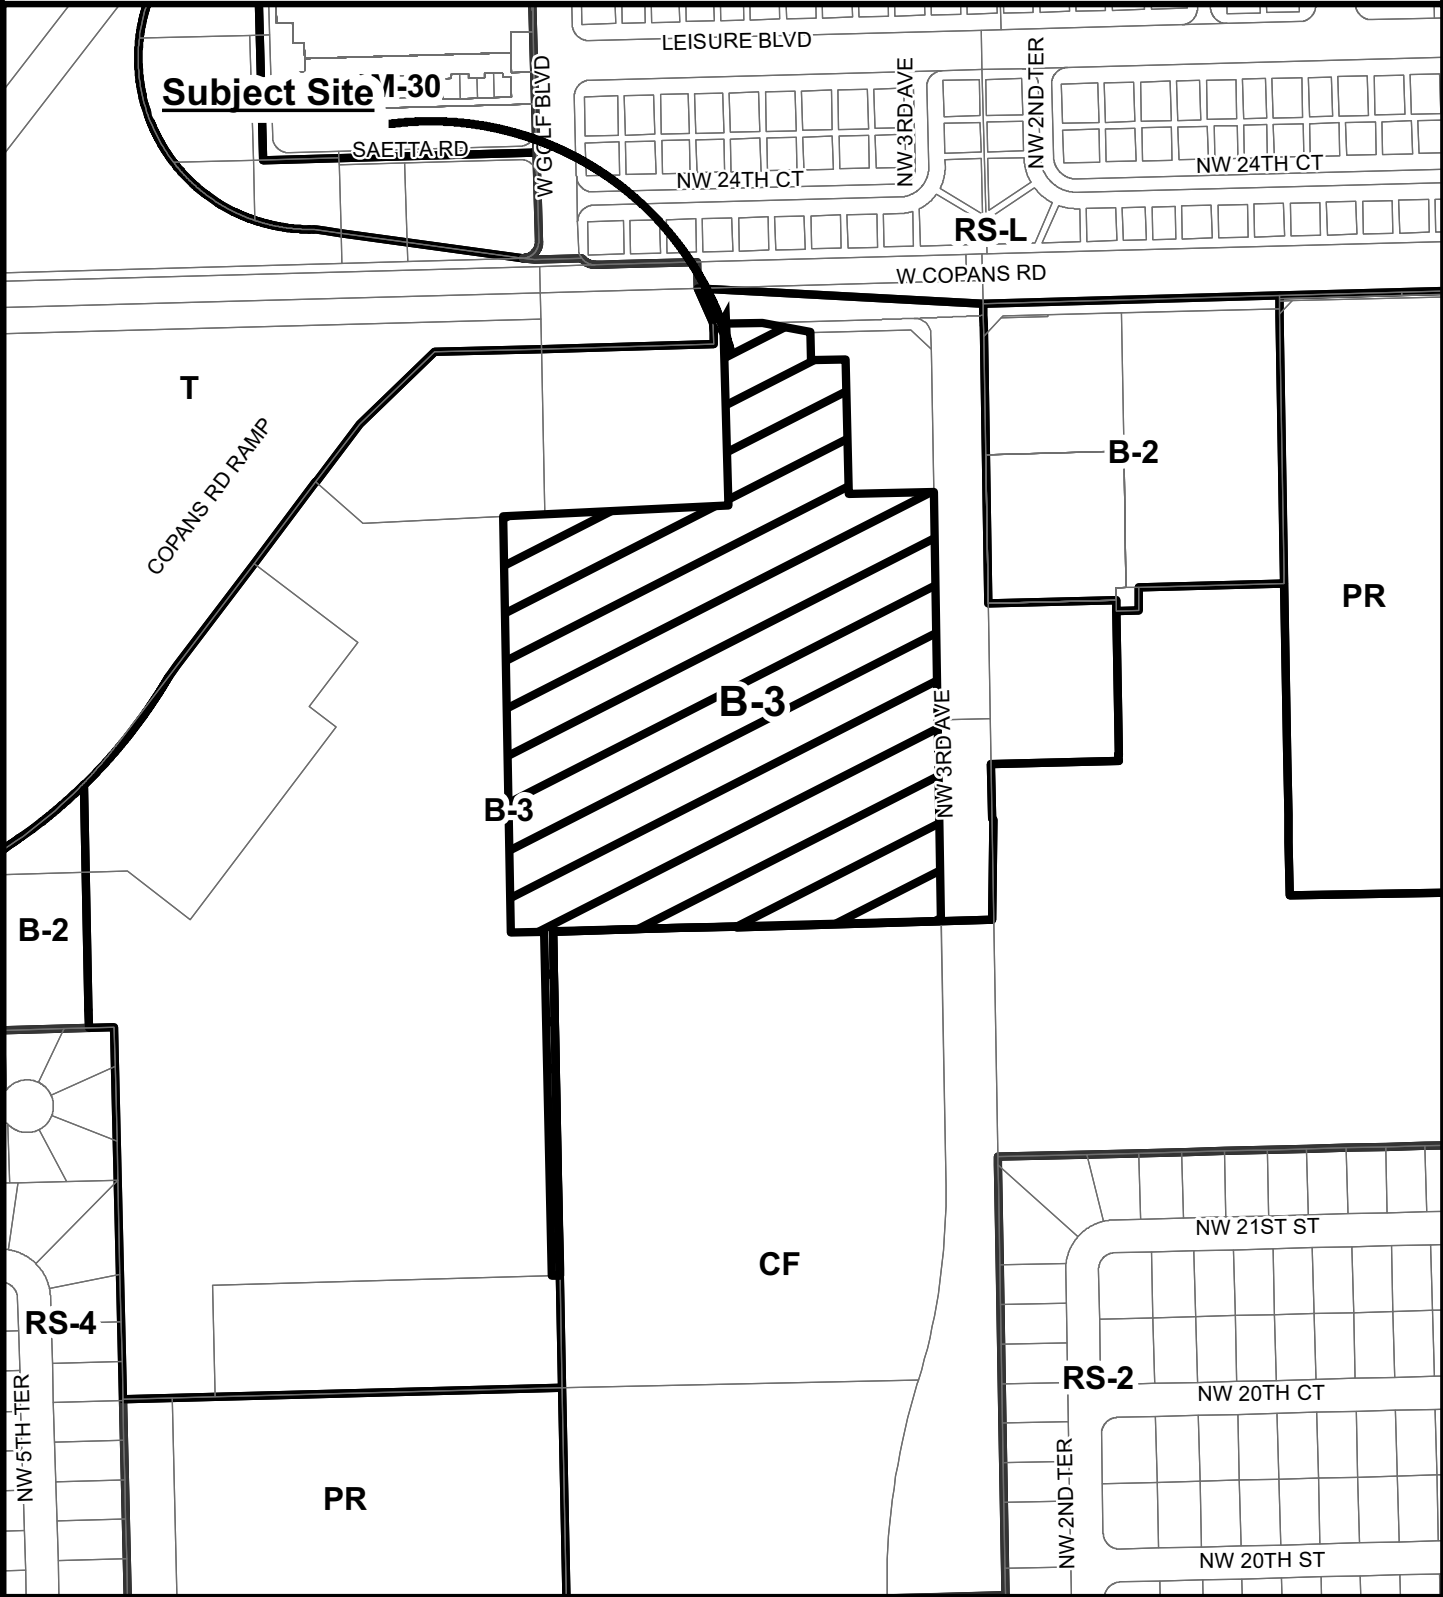 LEISURE BLVD
Subject Site
M-30
W GOLF BLVD
NW 3RD AVE
NW 2ND TER
SAETTA RD
NW 24TH CT
NW 24TH CT
RS-L
W COPANS RD
T
COPANS RD RAMP
B-2
PR
B-3
NW 3RD AVE
B-3
B-2
NW 21ST ST
CF
RS-4
RS-2
NW 20TH CT
NW 5TH TER
NW 2ND TER
PR
NW 20TH ST